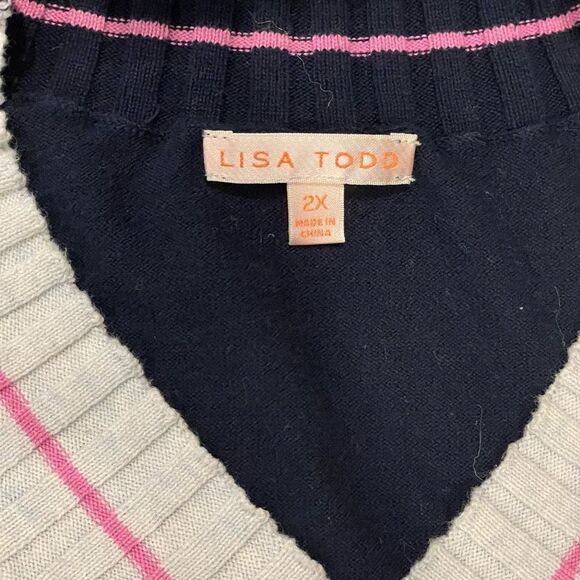 LISA TODD
2X
MADE IN
CHINA